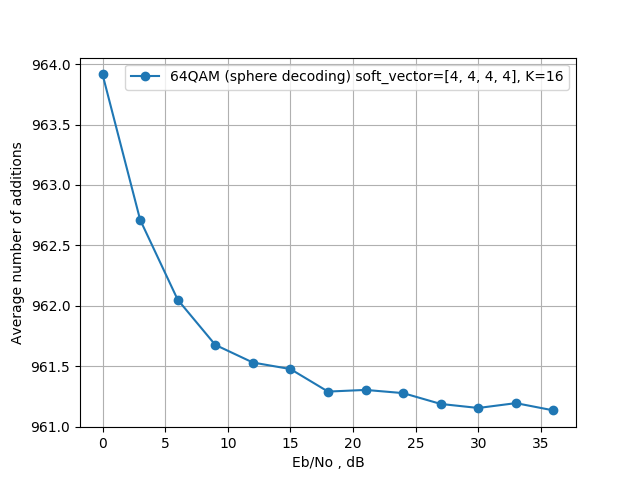 64QAM (sphere decoding) soft_vector=[4, 4, 4, 4], K=16
964.0
963.5
963.0
962.5
962.0
961.5
961.0
Average number of additions
0 5 10 15 20 25 30 35
Eb/No , dB